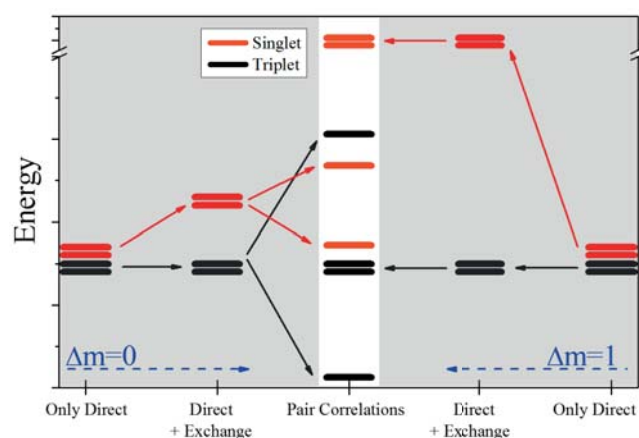 Singlet
Triplet
Energy
Δm=0
Δm=1
Only Direct
Direct
+ Exchange
Pair Correlations
Direct
+ Exchange
Only Direct